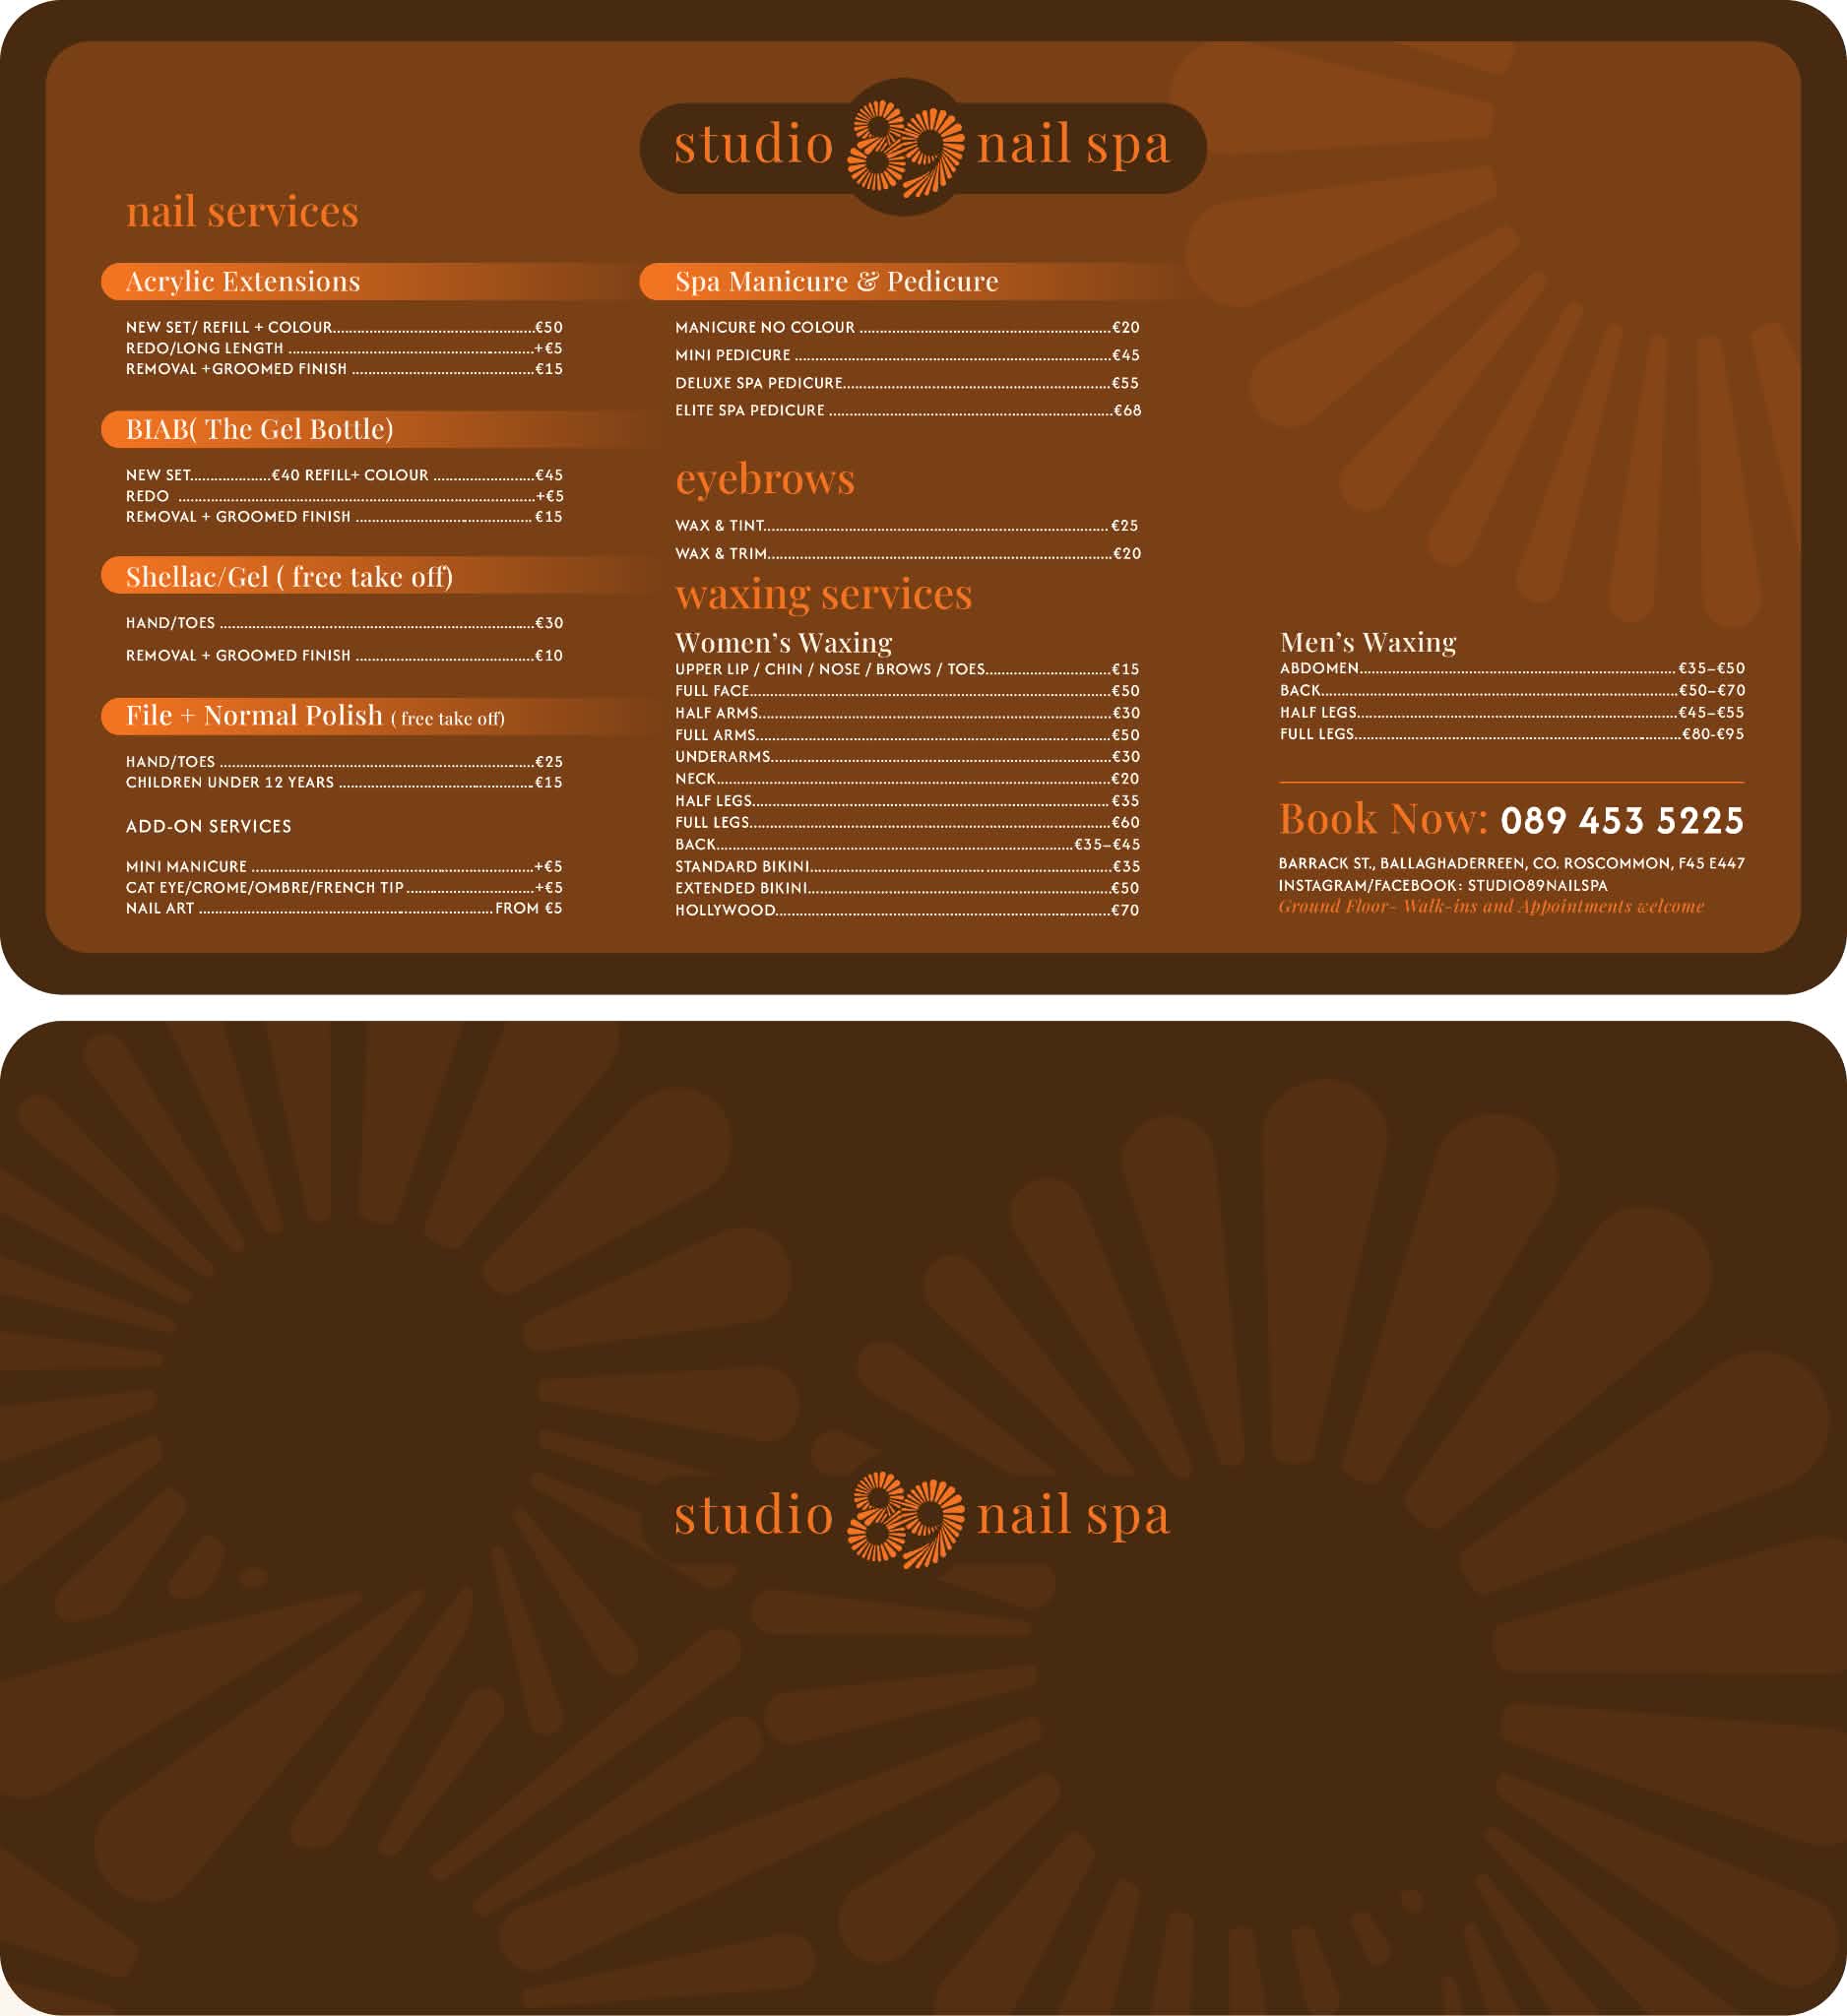 studio 89 nail spa
nail services
Acrylic Extensions
NEW SET/ REFILL + COLOUR...€50
REDO/LONG LENGTH ...+€5
REMOVAL +GROOMED FINISH ...€15
BIAB( The Gel Bottle)
NEW SET...€40 REFILL+ COLOUR ...€45
REDO ...+€5
REMOVAL + GROOMED FINISH ...€15
Shellac/Gel ( free take off)
HAND/TOES ...€30
REMOVAL + GROOMED FINISH ...€10
File + Normal Polish ( free take off)
HAND/TOES ...€25
CHILDREN UNDER 12 YEARS ...€15
ADD-ON SERVICES
MINI MANICURE ...+€5
CAT EYE/CROME/OMBRE/FRENCH TIP...+€5
NAIL ART ...FROM €5
Spa Manicure & Pedicure
MANICURE NO COLOUR ...€20
MINI PEDICURE ...€45
DELUXE SPA PEDICURE...€55
ELITE SPA PEDICURE ...€68
eyebrows
WAX & TINT...€25
WAX & TRIM...€20
waxing services
Women's Waxing
UPPER LIP / CHIN / NOSE / BROWS / TOES...€15
FULL FACE...€50
HALF ARMS...€30
FULL ARMS...€50
UNDERARMS...€30
NECK...€20
HALF LEGS...€35
FULL LEGS...€60
BACK...€35–€45
STANDARD BIKINI...€35
EXTENDED BIKINI...€50
HOLLYWOOD...€70
Men's Waxing
ABDOMEN...€35–€50
BACK...€50–€70
HALF LEGS...€45–€55
FULL LEGS...€80-€95
Book Now: 089 453 5225
BARRACK ST., BALLAGHADERREEN, CO. ROSCOMMON, F45 E447
INSTAGRAM/FACEBOOK: STUDIO89NAILSPA
Ground Floor- Walk-ins and Appointments welcome
studio 89 nail spa